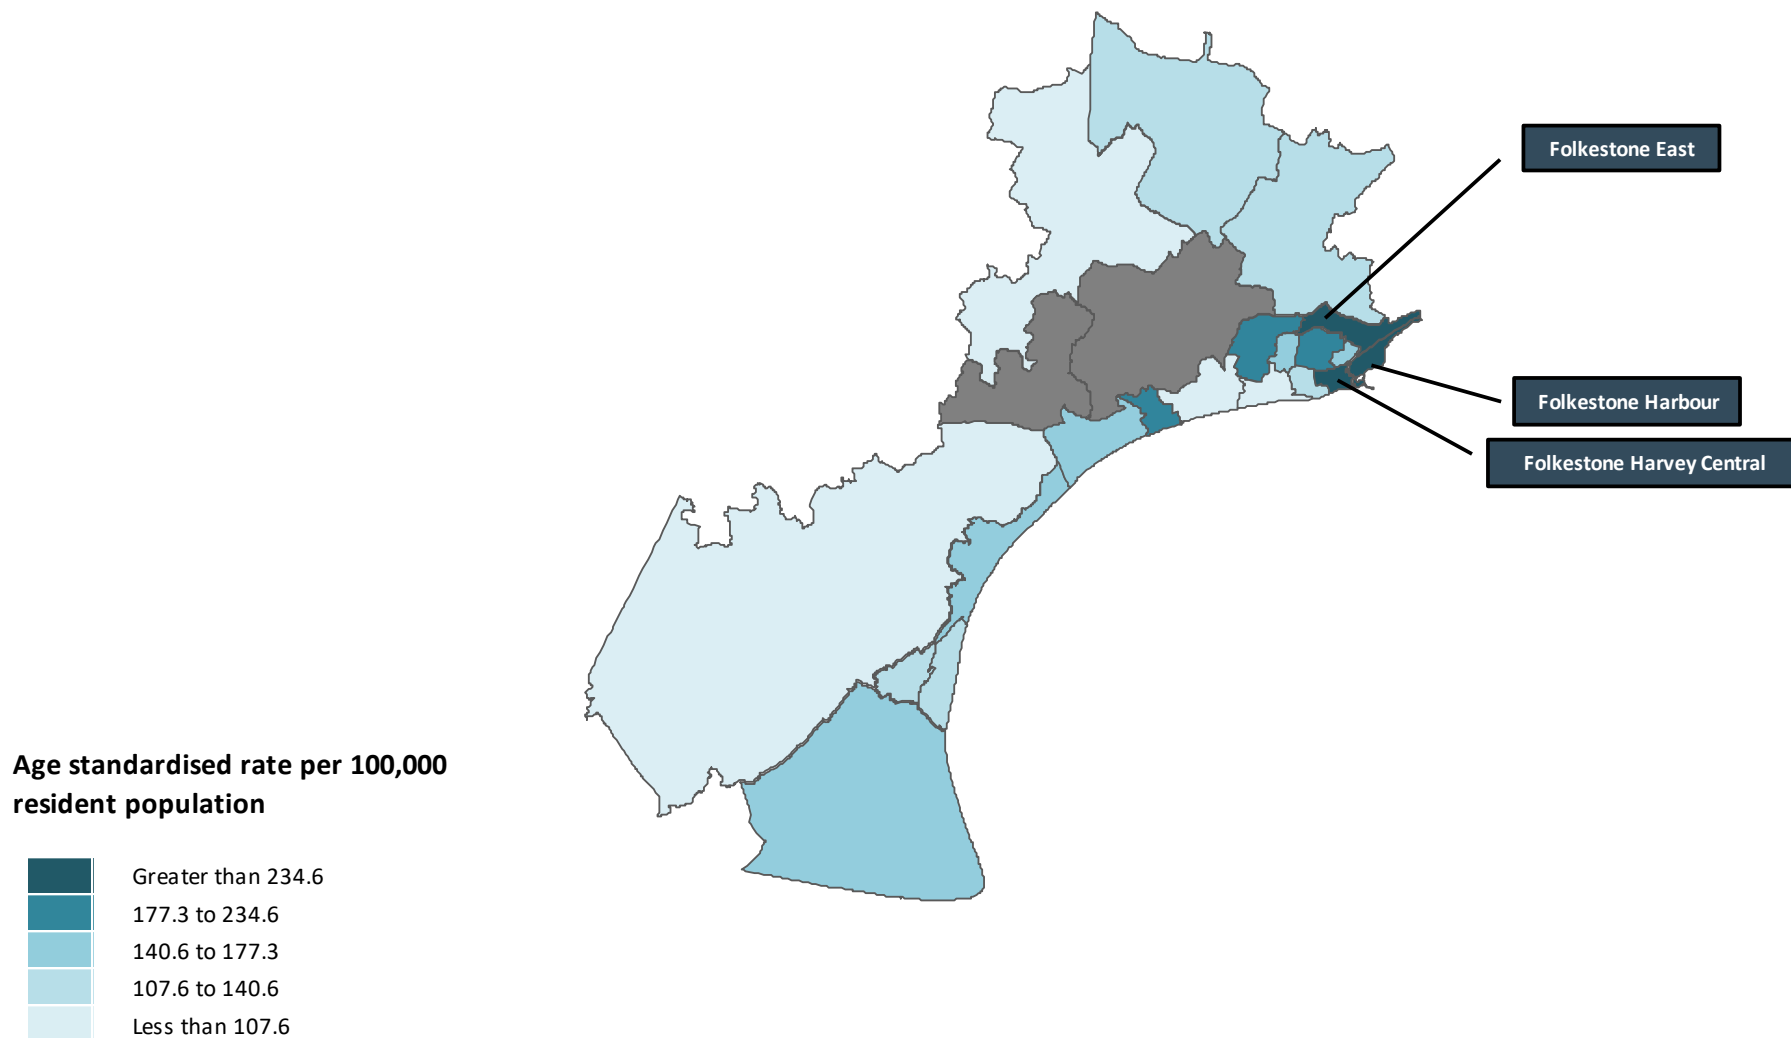 Folkestone East
Folkestone Harbour
Folkestone Harvey Central
Age standardised rate per 100,000
resident population
Greater than 234.6
177.3 to 234.6
140.6 to 177.3
107.6 to 140.6
Less than 107.6